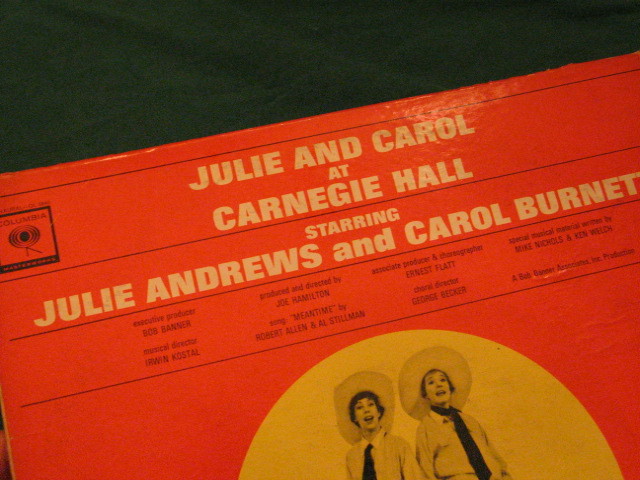 JULIE AND CAROL
AT
CARNEGIE HALL
STARRING
JULIE ANDREWS and CAROL BURNET
COLUMBIA
MASTERWORKS
executive producer
BOB BANNER
musical director
IRWIN KOSTAL
produced and directed by
JOE HAMILTON
song: "MEANTIME" by
ROBERT ALLEN & AL STILLMAN
associate producer & choreographer
ERNEST FLATT
choral director
GEORGE BECKER
special musical material written by
MIKE NICHOLS & KEN WELCH
A Bob Banner Associates, Inc. Production